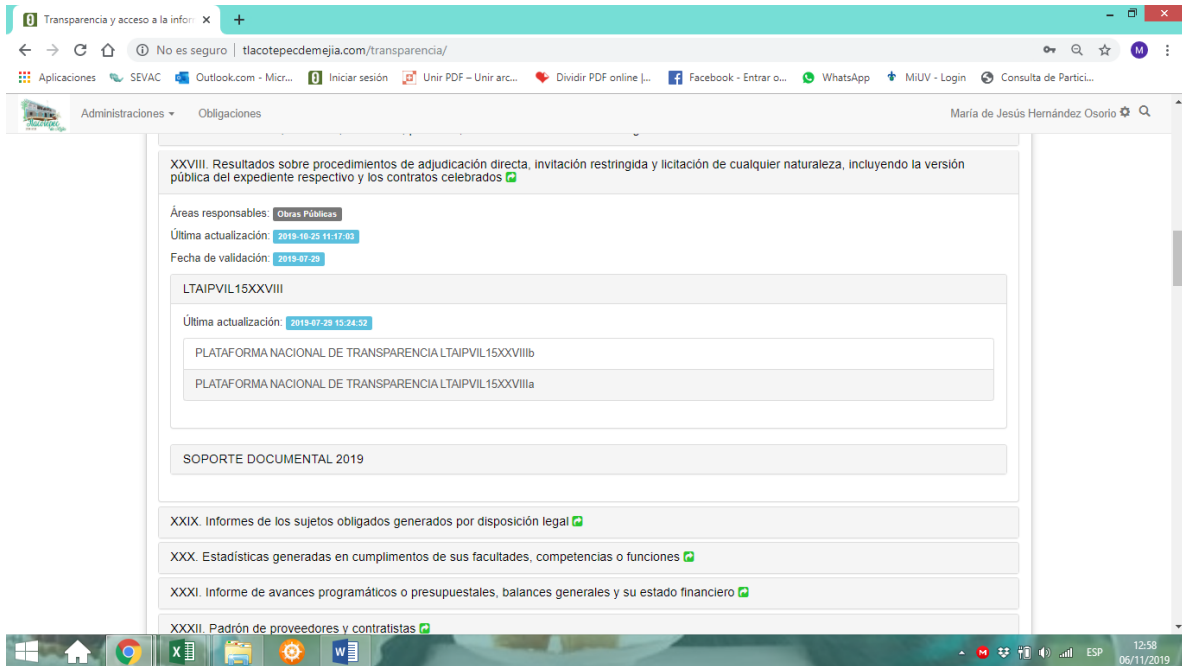 Transparencia y acceso a la inform
No es seguro | tlacotepecdemejia.com/transparencia/
M
Aplicaciones SEVAC Outlook.com - Micr... Iniciar sesión Unir PDF – Unir arc... Dividir PDF online |... Facebook - Entrar o... WhatsApp MiUV - Login Consulta de Partici...
Tlacotepec Administraciones Obligaciones María de Jesús Hernández Osorio
XXVIII. Resultados sobre procedimientos de adjudicación directa, invitación restringida y licitación de cualquier naturaleza, incluyendo la versión
pública del expediente respectivo y los contratos celebrados
Áreas responsables: Obras Públicas
Última actualización: 2019-10-25 11:17:03
Fecha de validación: 2019-07-29
LTAIPVIL15XXVIII
Última actualización: 2019-07-29 15:24:52
PLATAFORMA NACIONAL DE TRANSPARENCIA LTAIPVIL15XXVIIIb
PLATAFORMA NACIONAL DE TRANSPARENCIA LTAIPVIL15XXVIIIa
SOPORTE DOCUMENTAL 2019
XXIX. Informes de los sujetos obligados generados por disposición legal
XXX. Estadísticas generadas en cumplimentos de sus facultades, competencias o funciones
XXXI. Informe de avances programáticos o presupuestales, balances generales y su estado financiero
XXXII. Padrón de proveedores y contratistas
ESP
12:58
06/11/2019